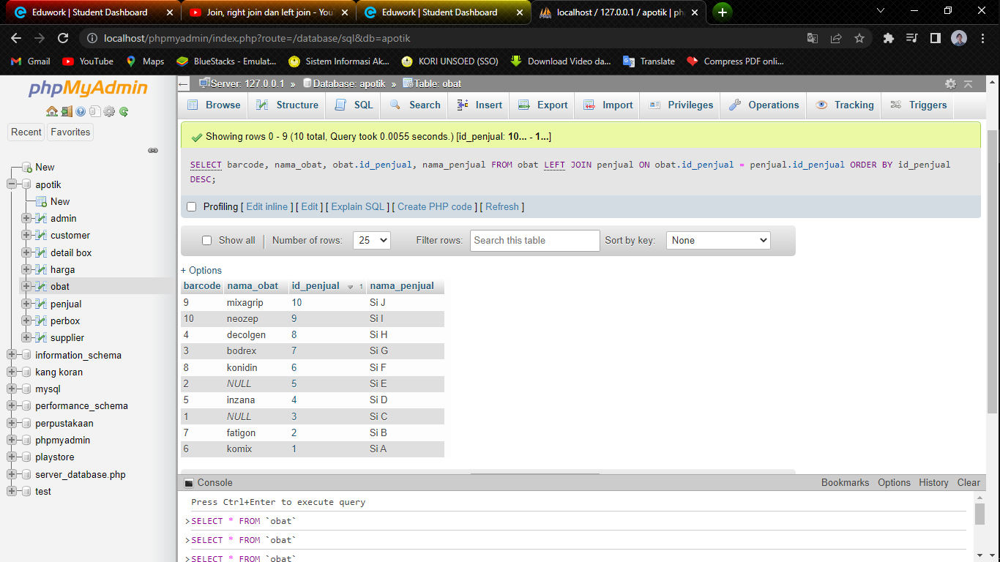 Eduwork | Student Dashboard
Join, right join dan left join - You
Eduwork | Student Dashboard
localhost / 127.0.0.1 / apotik | ph
localhost/phpmyadmin/index.php?route=/database/sql&db=apotik
Gmail YouTube Maps BlueStacks - Emulat... Sistem Informasi Ak... KORI UNSOED (SSO) Download Video da... Translate Compress PDF onli...
phpMyAdmin
Recent Favorites
New
apotik
New
admin
customer
detail box
harga
obat
penjual
perbox
supplier
information_schema
kang koran
mysql
performance_schema
perpustakaan
phpmyadmin
playstore
server_database.php
test
Server: 127.0.0.1 » Database: apotik » Table: obat
Browse Structure SQL Search Insert Export Import Privileges Operations Tracking Triggers
Showing rows 0 - 9 (10 total, Query took 0.0055 seconds.) [id_penjual: 10... - 1...]
SELECT barcode, nama_obat, obat.id_penjual, nama_penjual FROM obat LEFT JOIN penjual ON obat.id_penjual = penjual.id_penjual ORDER BY id_penjual
DESC;
Profiling [ Edit inline ] [ Edit ] [ Explain SQL ] [ Create PHP code ] [ Refresh ]
Show all Number of rows: 25 Filter rows: Search this table Sort by key: None
+ Options
barcode nama_obat id_penjual 1 nama_penjual
9 mixagrip 10 Si J
10 neozep 9 Si I
4 decolgen 8 Si H
3 bodrex 7 Si G
8 konidin 6 Si F
2 NULL 5 Si E
5 inzana 4 Si D
1 NULL 3 Si C
7 fatigon 2 Si B
6 komix 1 Si A
Console Bookmarks Options History Clear
Press Ctrl+Enter to execute query
>SELECT * FROM `obat`
>SELECT * FROM `obat`
>SELECT * FROM `obat`